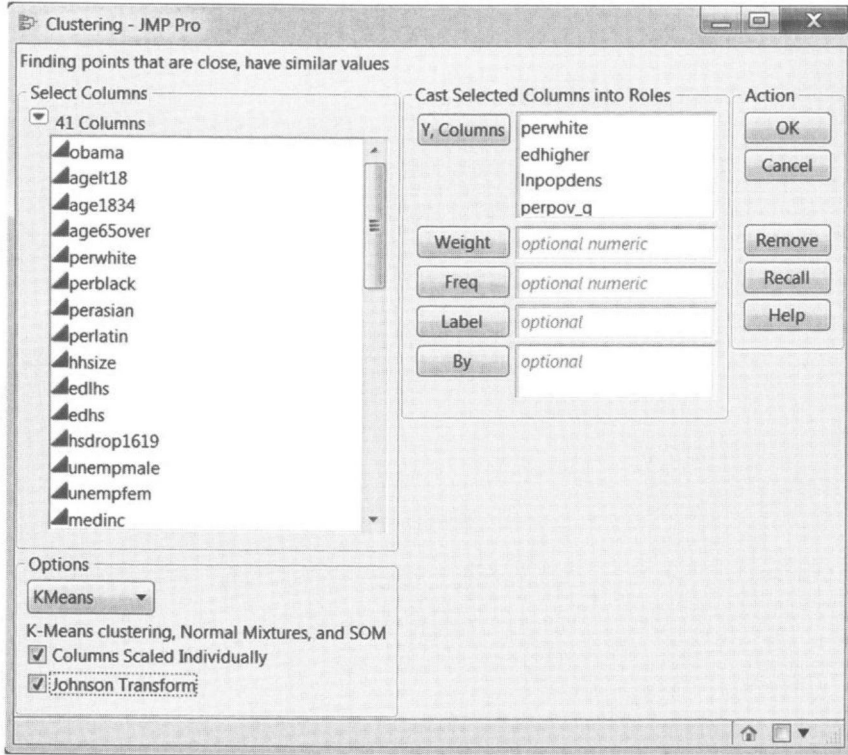 Clustering - JMP Pro
Finding points that are close, have similar values
Select Columns
41 Columns
obama
agelt18
age1834
age65over
perwhite
perblack
perasian
perlatin
hhsize
edlhs
edhs
hsdrop1619
unempmale
unempfem
medinc
Options
KMeans
K-Means clustering, Normal Mixtures, and SOM
Columns Scaled Individually
Johnson Transform
Cast Selected Columns into Roles
Y, Columns
perwhite
edhigher
lnpopdens
perpov_q
Weight
optional numeric
Freq
optional numeric
Label
optional
By
optional
Action
OK
Cancel
Remove
Recall
Help